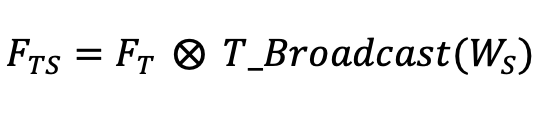 F_TS = F_T ⊗ T_Broadcast(W_S)